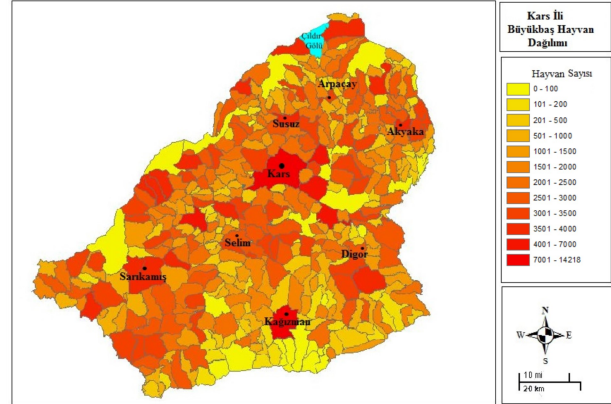 Kars İli
Büyükbaş Hayvan
Dağılımı
Hayvan Sayısı
0 - 100
101 - 200
201 - 500
501 - 1000
1001 - 1500
1501 - 2000
2001 - 2500
2501 - 3000
3001 - 3500
3501 - 4000
4001 - 7000
7001 - 14218
Çıldır
Gölü
Arpaçay
Susuz
Akyaka
Kars
Selim
Digor
Sarıkamış
Kağızman
N
W
E
S
10 mi
20 km